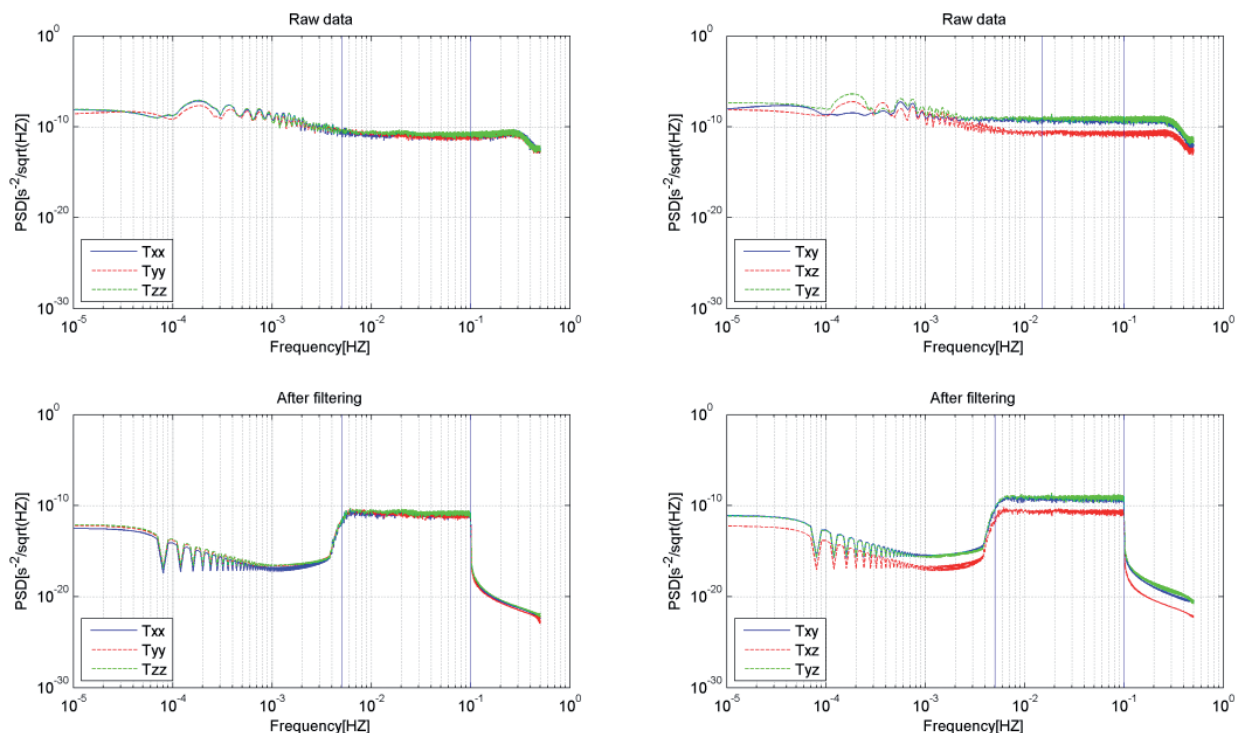 Raw data
10^0
10^-10
10^-20
10^-30
PSD[s^-2/sqrt(HZ)]
Txx
Tyy
Tzz
10^-5
10^-4
10^-3
10^-2
10^-1
10^0
Frequency[HZ]
Raw data
10^0
10^-10
10^-20
10^-30
PSD[s^-2/sqrt(HZ)]
Txy
Txz
Tyz
10^-5
10^-4
10^-3
10^-2
10^-1
10^0
Frequency[HZ]
After filtering
10^0
10^-10
10^-20
10^-30
PSD[s^-2/sqrt(HZ)]
Txx
Tyy
Tzz
10^-5
10^-4
10^-3
10^-2
10^-1
10^0
Frequency[HZ]
After filtering
10^0
10^-10
10^-20
10^-30
PSD[s^-2/sqrt(HZ)]
Txy
Txz
Tyz
10^-5
10^-4
10^-3
10^-2
10^-1
10^0
Frequency[HZ]